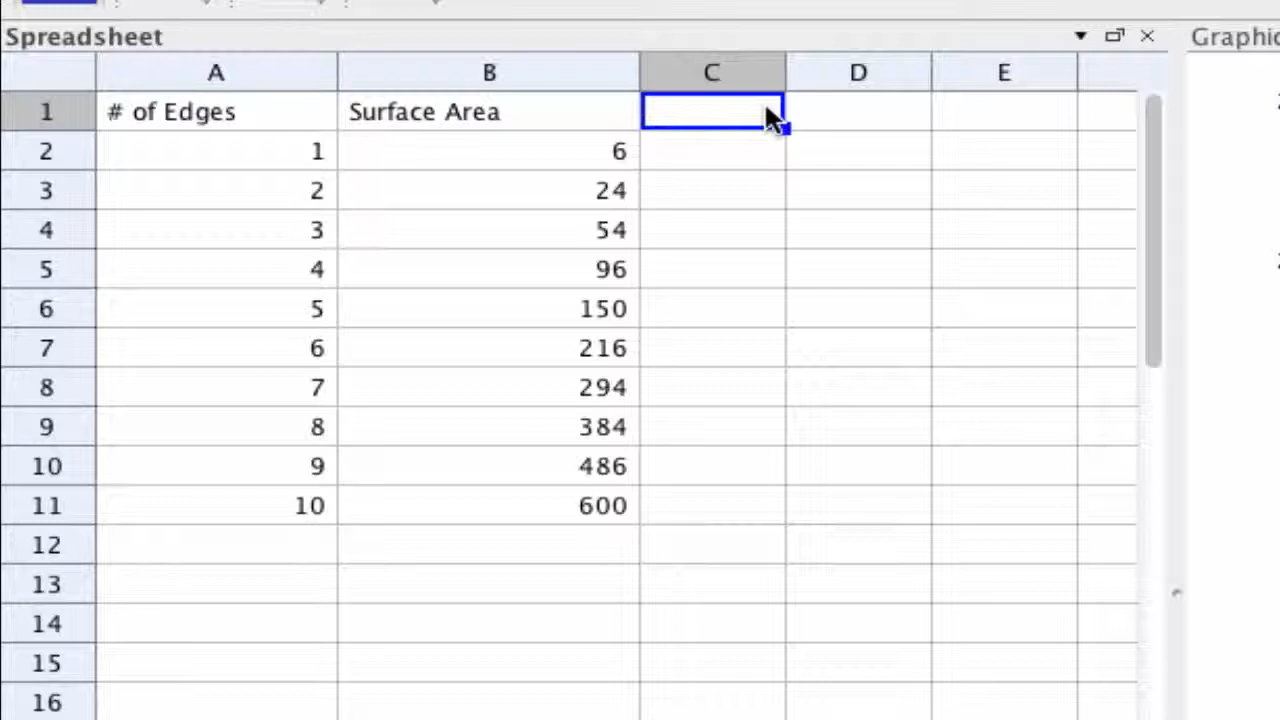 Spreadsheet
Graphic
A B C D E
1 # of Edges Surface Area
2 1 6
3 2 24
4 3 54
5 4 96
6 5 150
7 6 216
8 7 294
9 8 384
10 9 486
11 10 600
12
13
14
15
16